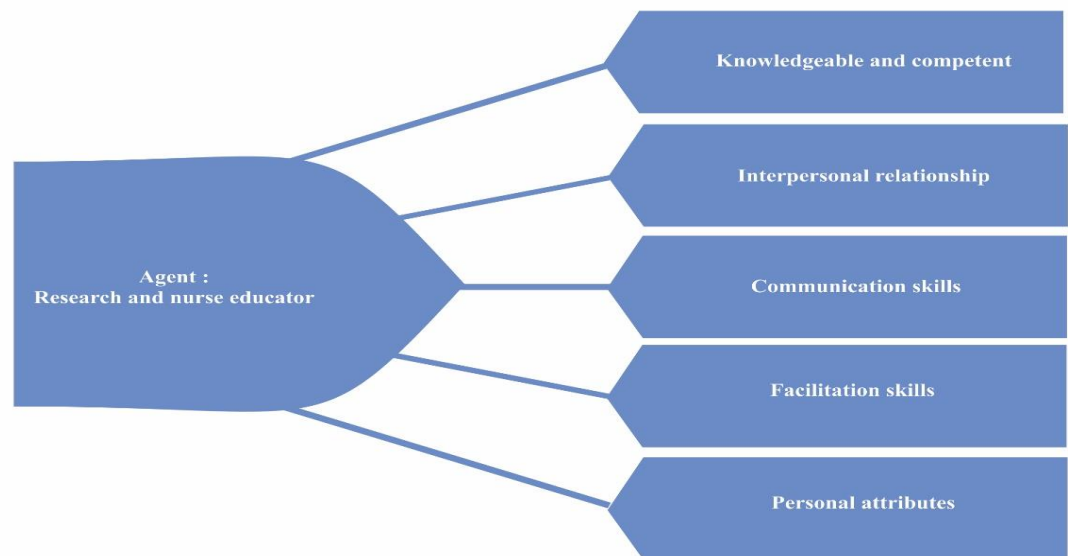 Agent :
Research and nurse educator
Knowledgeable and competent
Interpersonal relationship
Communication skills
Facilitation skills
Personal attributes